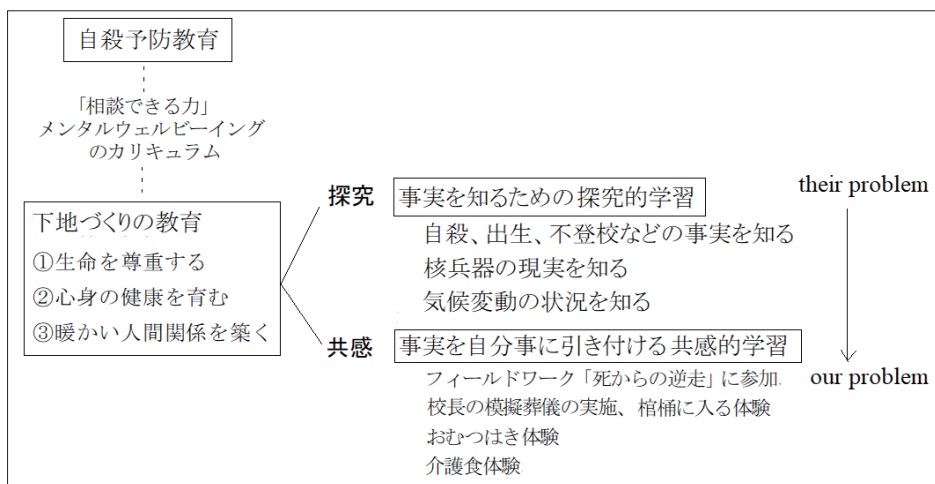 自殺予防教育
「相談できる力」
メンタルウェルビーイング
のカリキュラム
下地づくりの教育
①生命を尊重する
②心身の健康を育む
③暖かい人間関係を築く
探究
事実を知るための探究的学習
自殺、出生、不登校などの事実を知る
核兵器の現実を知る
気候変動の状況を知る
共感
事実を自分事に引き付ける共感的学習
フィールドワーク「死からの逆走」に参加
校長の模擬葬儀の実施、棺桶に入る体験
おむつはき体験
介護食体験
their problem
our problem